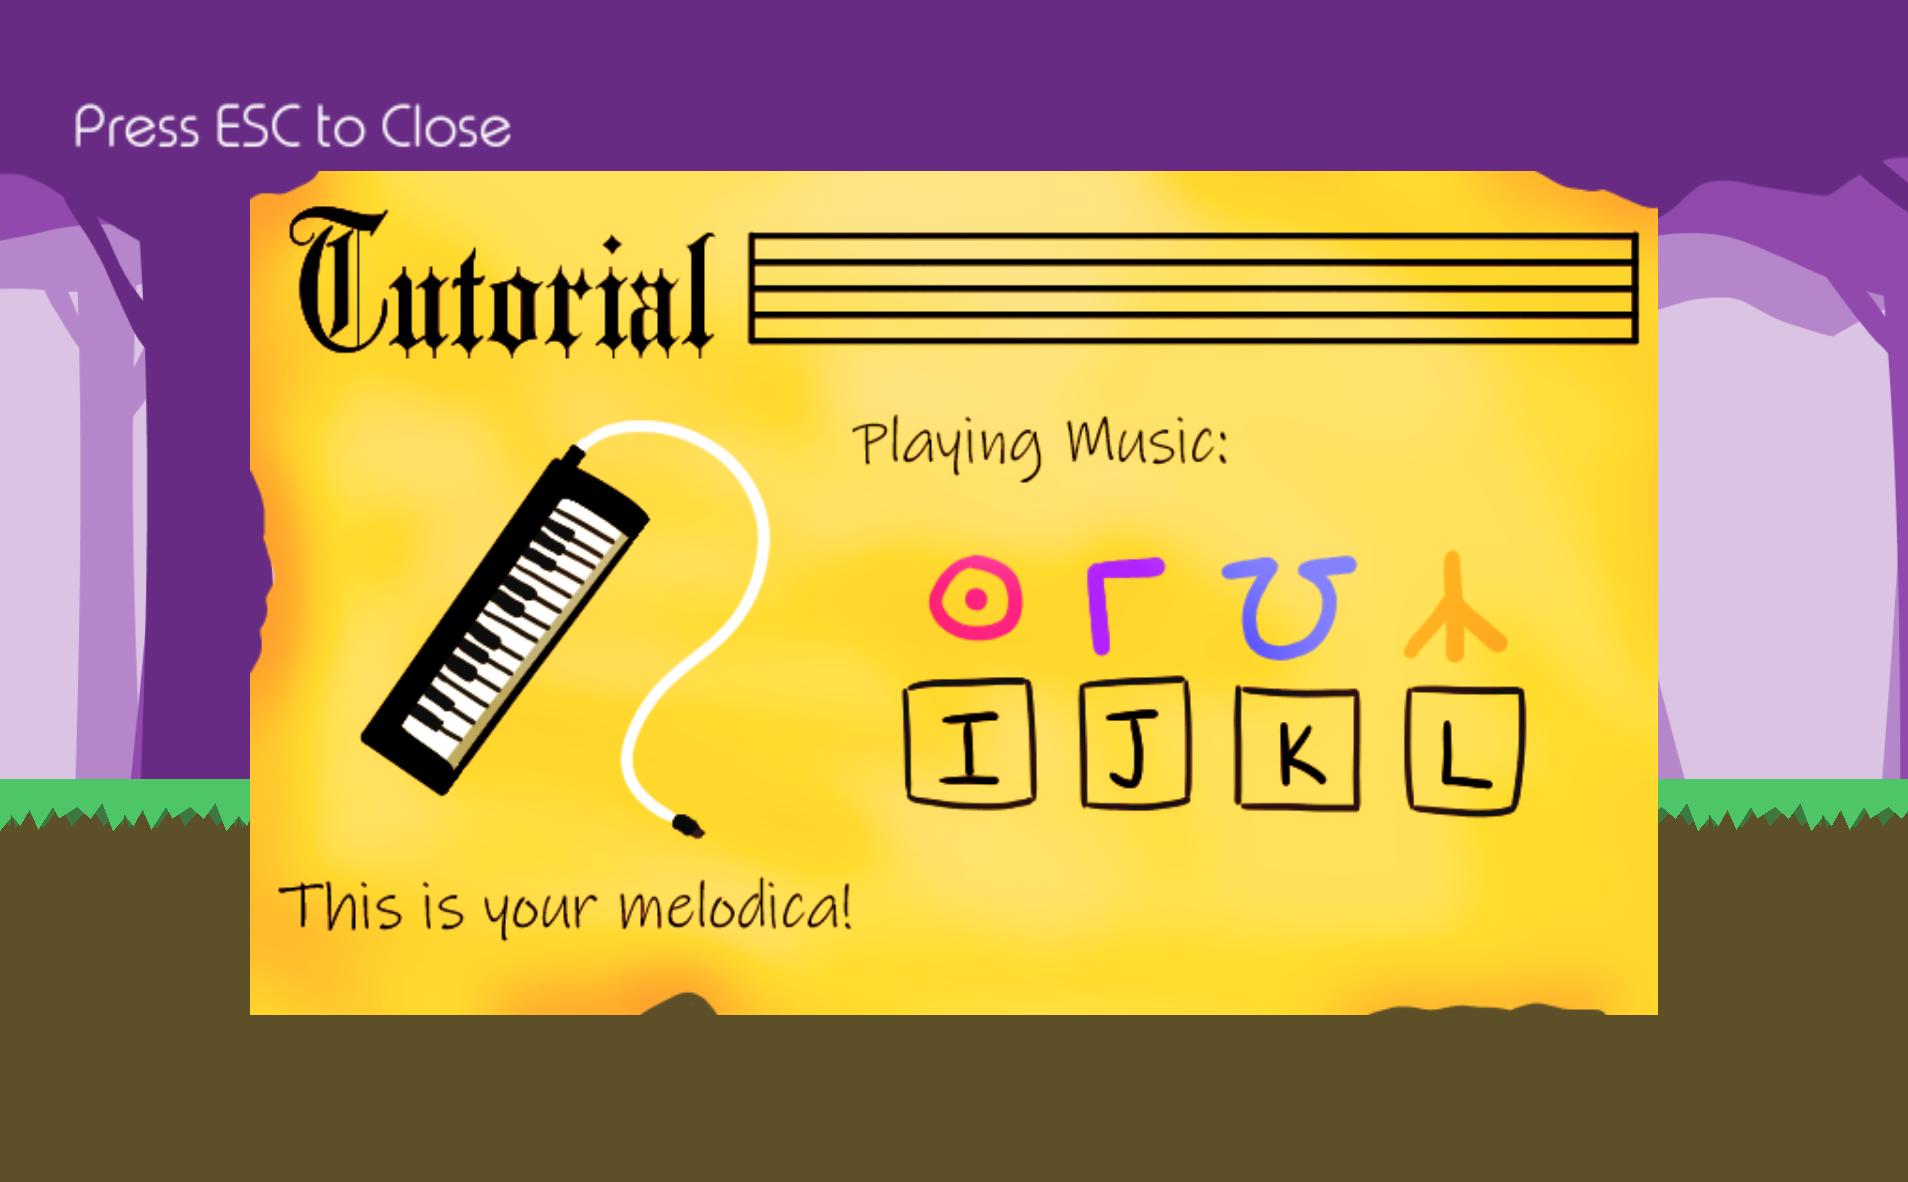 Press ESC to Close
Tutorial
Playing Music:
I J K L
This is your melodica!